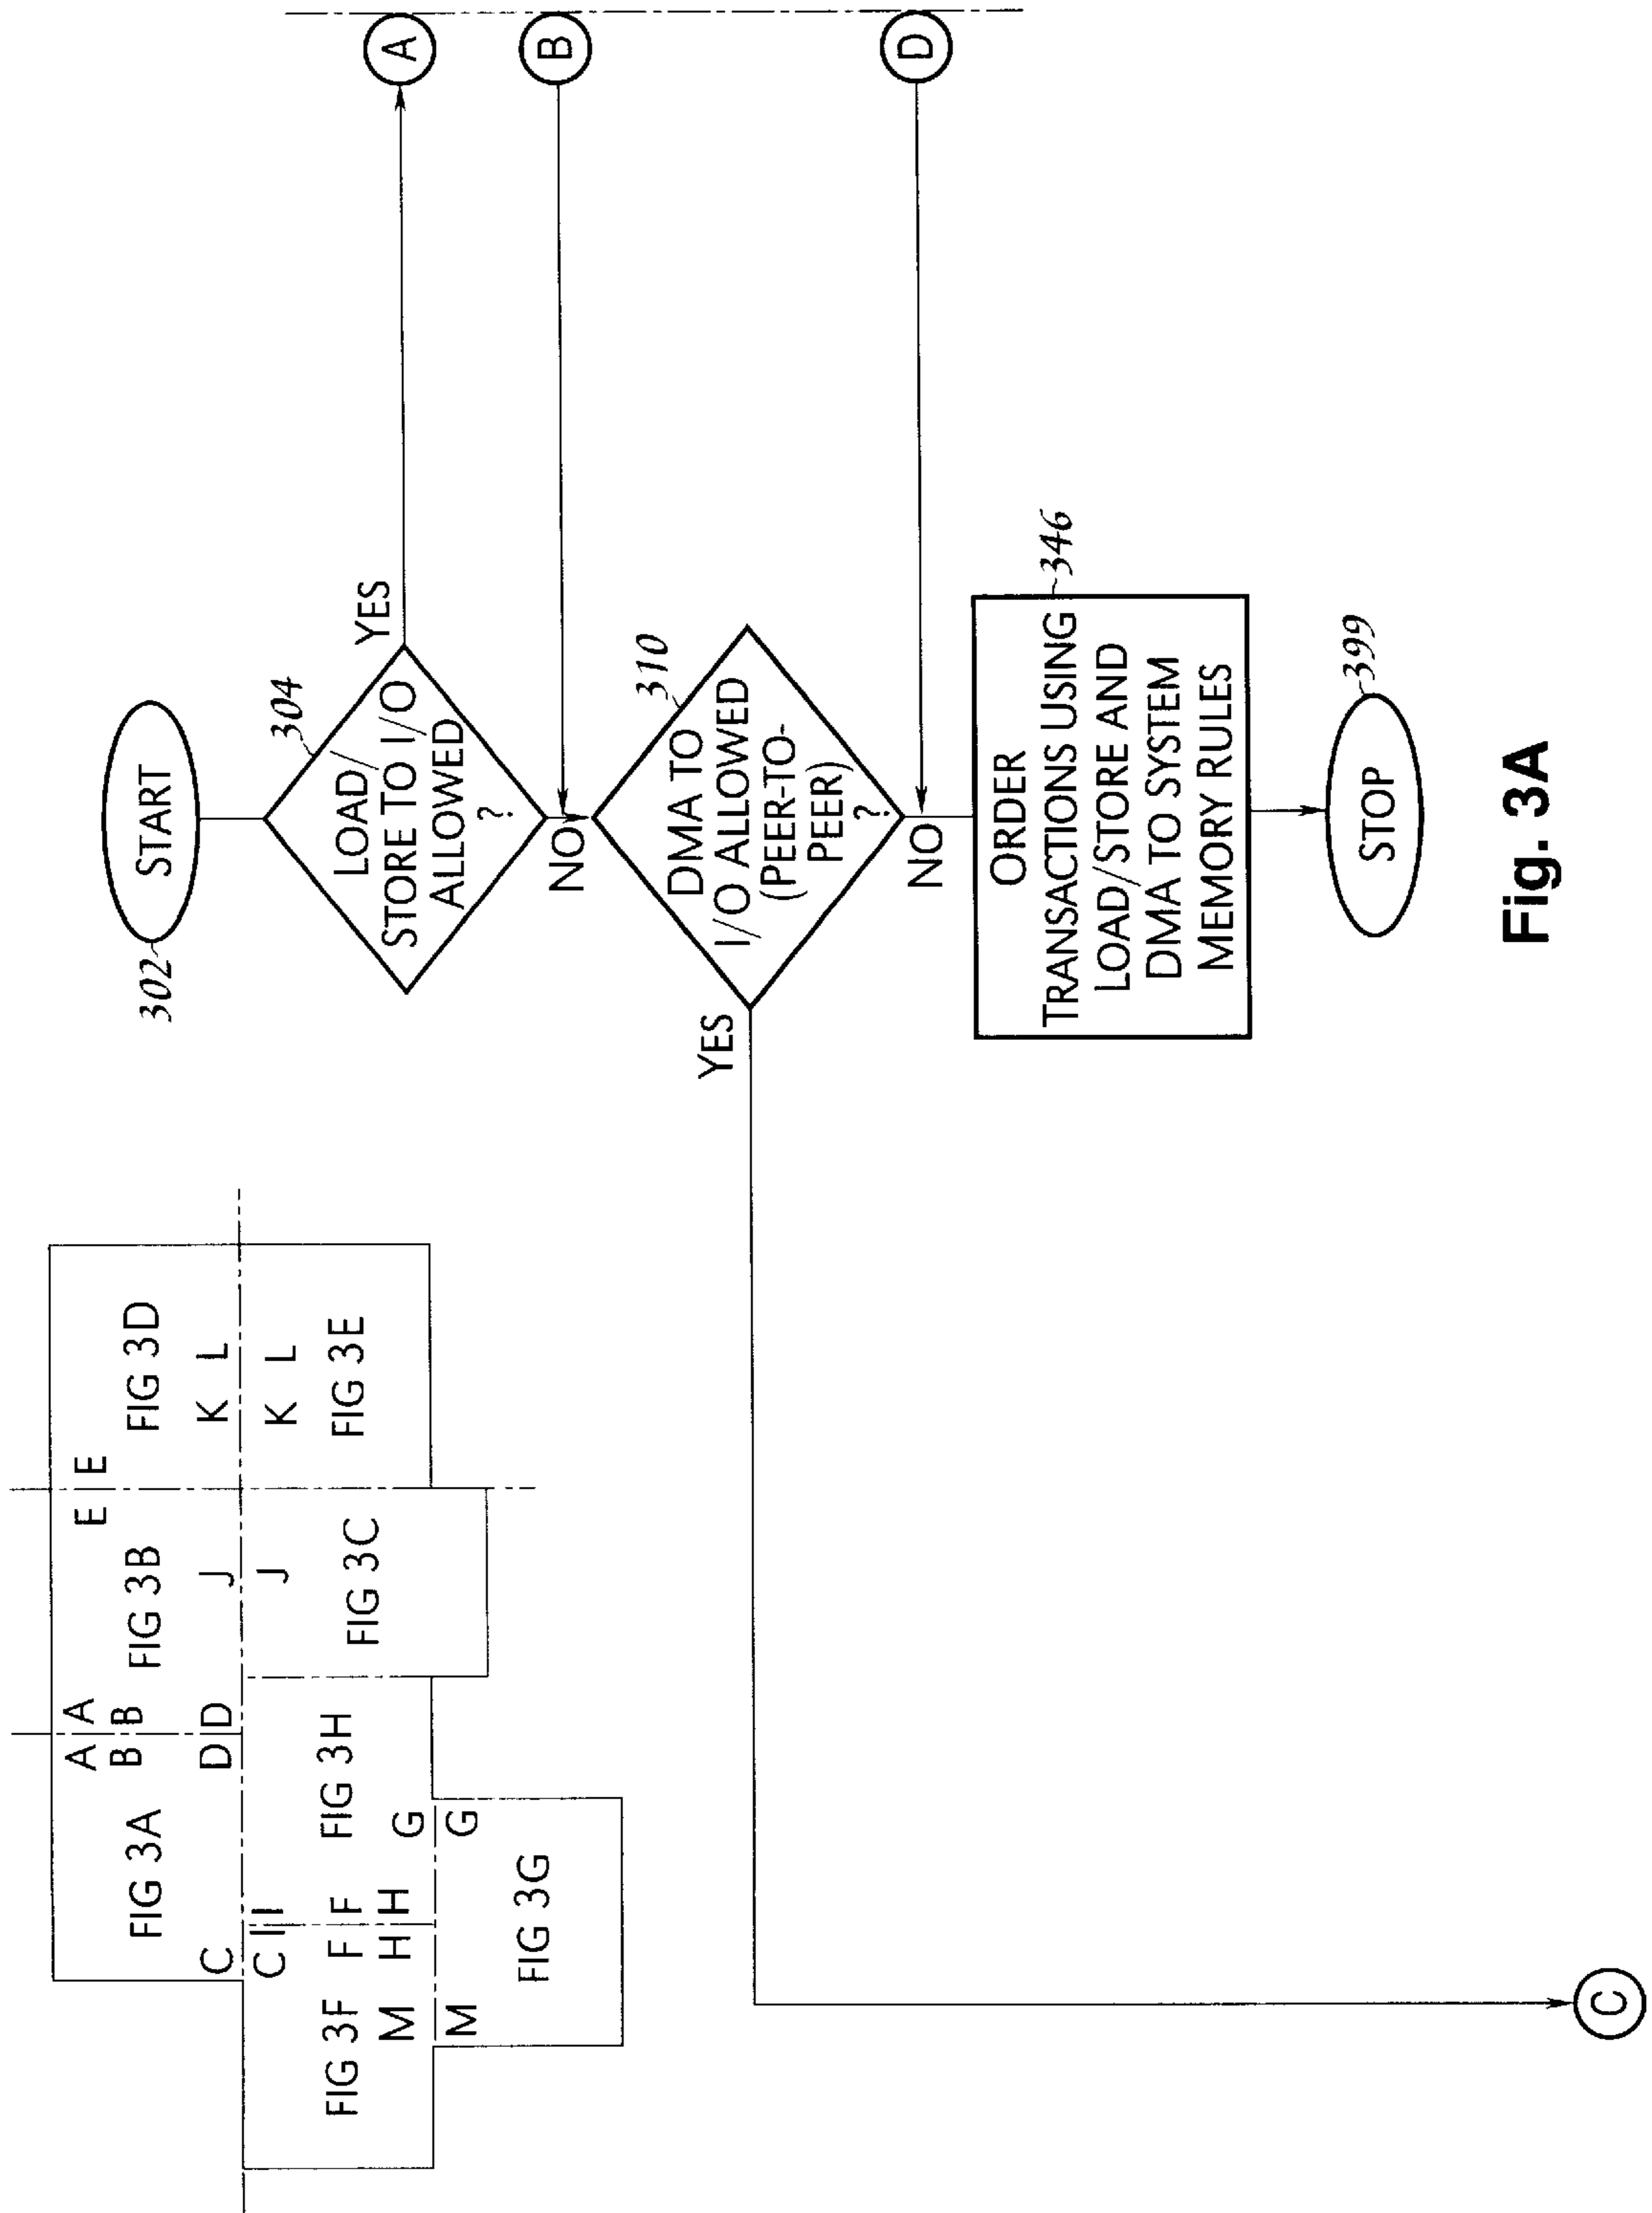 FIG 3A
A A
B B
FIG 3B
E E
FIG 3D
C
D D
J
K L
C I I
J
K L
FIG 3F
F F
FIG 3H
FIG 3C
FIG 3E
M H H G
M G
FIG 3G
302
START
304
LOAD/
STORE TO I/O
ALLOWED
?
YES
A
NO
B
310
DMA TO
I/O ALLOWED
(PEER-TO-
PEER)
?
YES
NO
D
ORDER
TRANSACTIONS USING
LOAD/STORE AND
DMA TO SYSTEM
MEMORY RULES
346
STOP
399
C
Fig. 3A